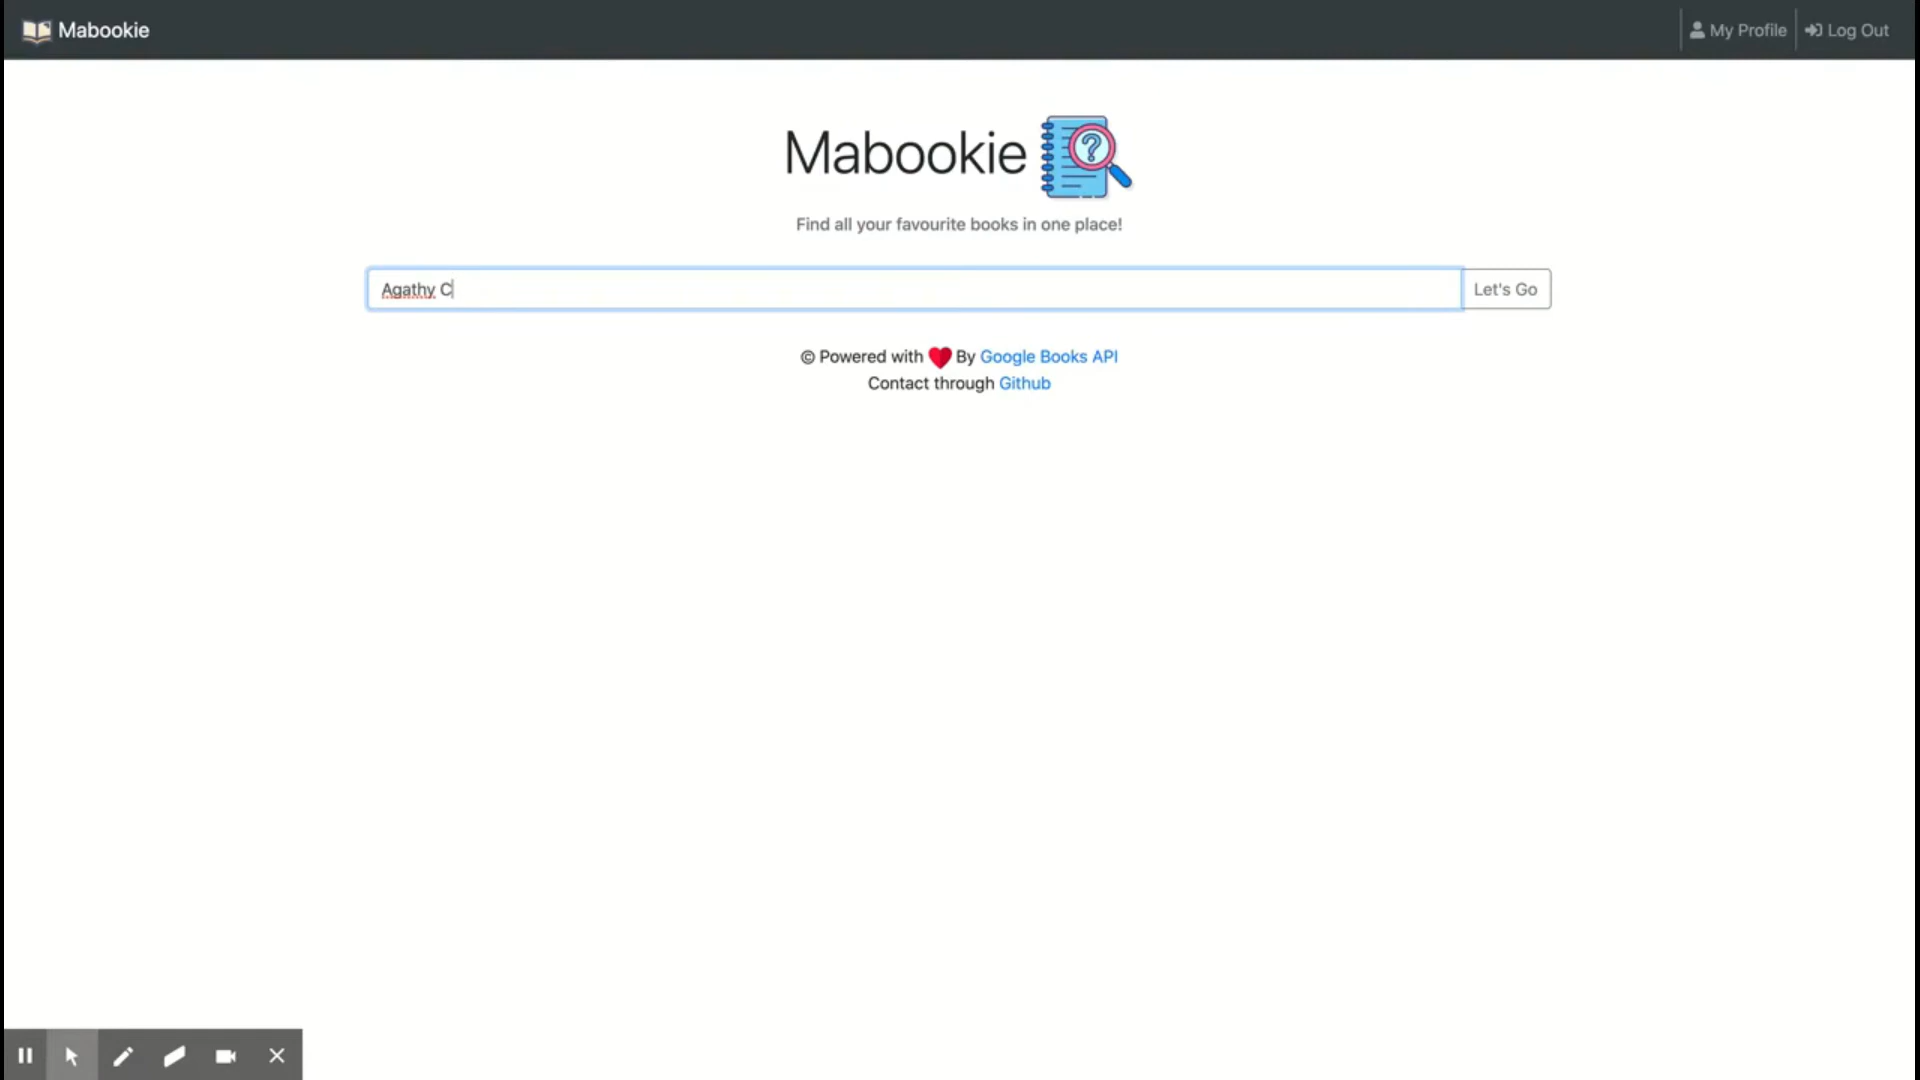 Mabookie
My Profile
Log Out
Mabookie
Find all your favourite books in one place!
Agathy C
Let's Go
© Powered with ❤ By Google Books API
Contact through Github